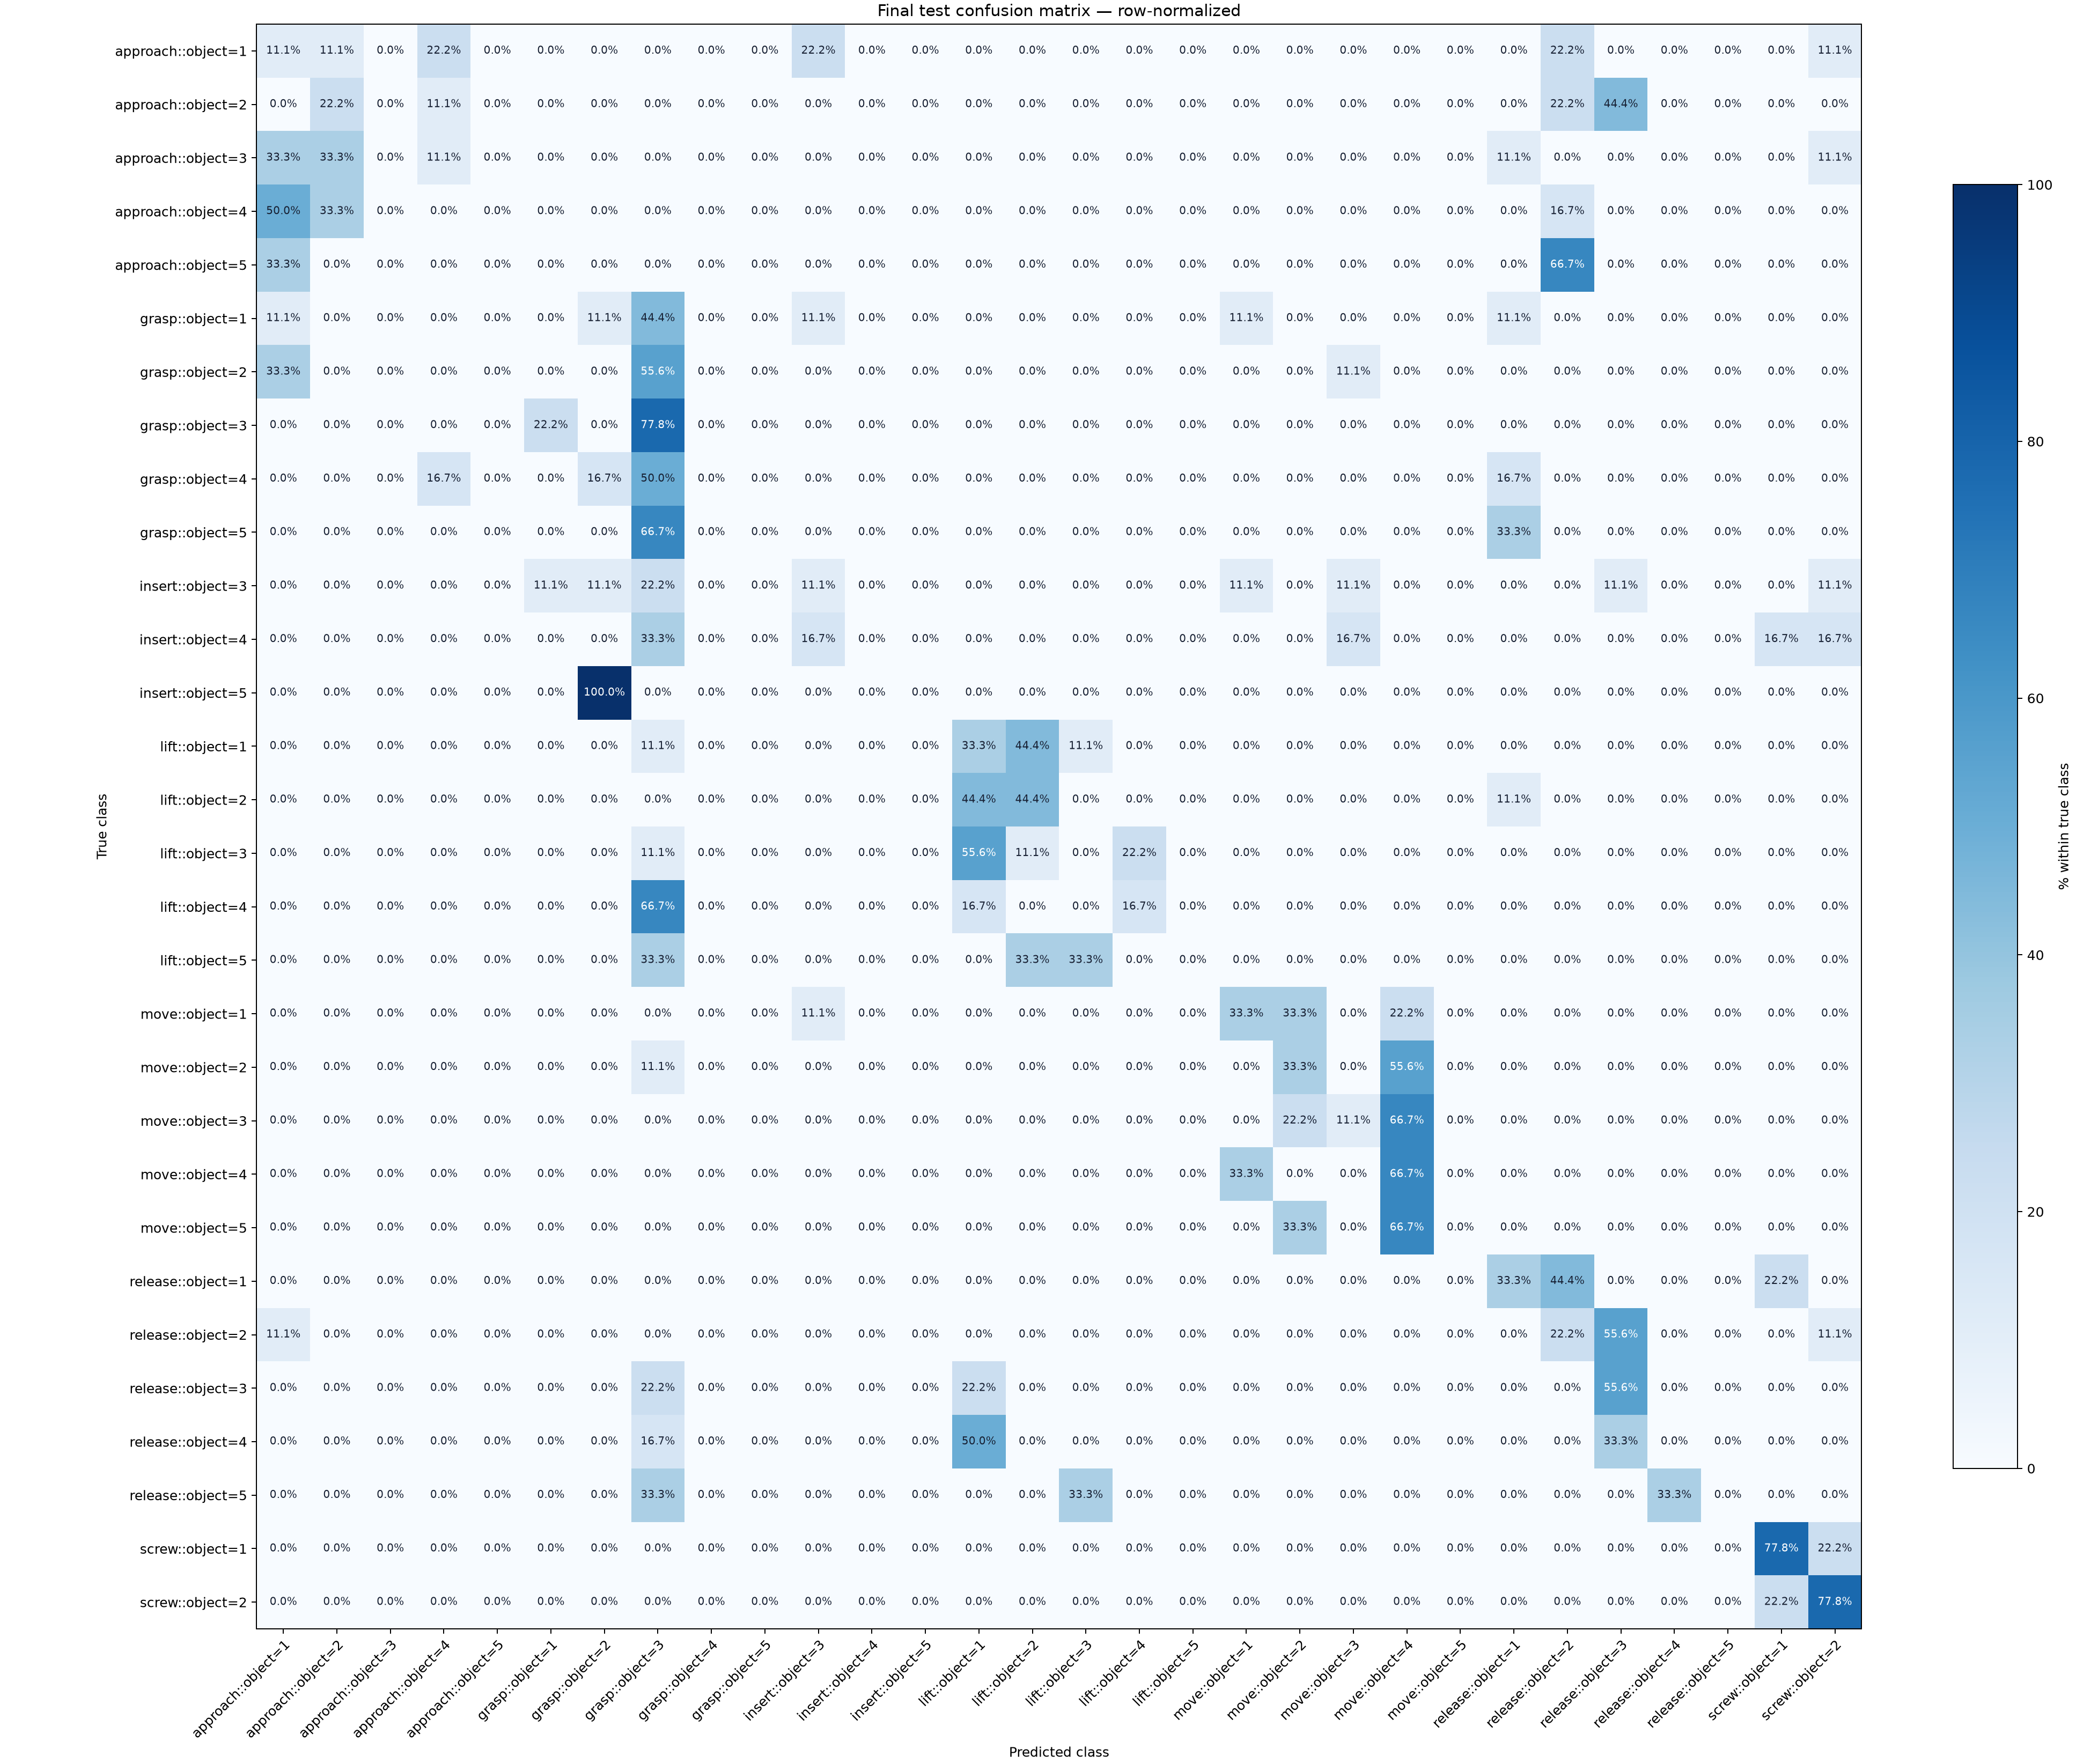 Final test confusion matrix — row-normalized
approach::object=1 11.1% 11.1% 0.0% 22.2% 0.0% 0.0% 0.0% 0.0% 0.0% 0.0% 22.2% 0.0% 0.0% 0.0% 0.0% 0.0% 0.0% 0.0% 0.0% 0.0% 0.0% 0.0% 0.0% 0.0% 22.2% 0.0% 0.0% 0.0% 0.0% 11.1%
approach::object=2 0.0% 22.2% 0.0% 11.1% 0.0% 0.0% 0.0% 0.0% 0.0% 0.0% 0.0% 0.0% 0.0% 0.0% 0.0% 0.0% 0.0% 0.0% 0.0% 0.0% 0.0% 0.0% 0.0% 0.0% 22.2% 44.4% 0.0% 0.0% 0.0% 0.0%
approach::object=3 33.3% 33.3% 0.0% 11.1% 0.0% 0.0% 0.0% 0.0% 0.0% 0.0% 0.0% 0.0% 0.0% 0.0% 0.0% 0.0% 0.0% 0.0% 0.0% 0.0% 0.0% 0.0% 0.0% 11.1% 0.0% 0.0% 0.0% 0.0% 0.0% 11.1%
approach::object=4 50.0% 33.3% 0.0% 0.0% 0.0% 0.0% 0.0% 0.0% 0.0% 0.0% 0.0% 0.0% 0.0% 0.0% 0.0% 0.0% 0.0% 0.0% 0.0% 0.0% 0.0% 0.0% 0.0% 0.0% 16.7% 0.0% 0.0% 0.0% 0.0% 0.0%
approach::object=5 33.3% 0.0% 0.0% 0.0% 0.0% 0.0% 0.0% 0.0% 0.0% 0.0% 0.0% 0.0% 0.0% 0.0% 0.0% 0.0% 0.0% 0.0% 0.0% 0.0% 0.0% 0.0% 0.0% 0.0% 66.7% 0.0% 0.0% 0.0% 0.0% 0.0%
grasp::object=1 11.1% 0.0% 0.0% 0.0% 0.0% 0.0% 11.1% 44.4% 0.0% 0.0% 11.1% 0.0% 0.0% 0.0% 0.0% 0.0% 0.0% 0.0% 11.1% 0.0% 0.0% 0.0% 0.0% 11.1% 0.0% 0.0% 0.0% 0.0% 0.0% 0.0%
grasp::object=2 33.3% 0.0% 0.0% 0.0% 0.0% 0.0% 0.0% 55.6% 0.0% 0.0% 0.0% 0.0% 0.0% 0.0% 0.0% 0.0% 0.0% 0.0% 0.0% 0.0% 11.1% 0.0% 0.0% 0.0% 0.0% 0.0% 0.0% 0.0% 0.0% 0.0%
grasp::object=3 0.0% 0.0% 0.0% 0.0% 0.0% 22.2% 0.0% 77.8% 0.0% 0.0% 0.0% 0.0% 0.0% 0.0% 0.0% 0.0% 0.0% 0.0% 0.0% 0.0% 0.0% 0.0% 0.0% 0.0% 0.0% 0.0% 0.0% 0.0% 0.0% 0.0%
grasp::object=4 0.0% 0.0% 0.0% 16.7% 0.0% 0.0% 16.7% 50.0% 0.0% 0.0% 0.0% 0.0% 0.0% 0.0% 0.0% 0.0% 0.0% 0.0% 0.0% 0.0% 0.0% 0.0% 0.0% 16.7% 0.0% 0.0% 0.0% 0.0% 0.0% 0.0%
grasp::object=5 0.0% 0.0% 0.0% 0.0% 0.0% 0.0% 0.0% 66.7% 0.0% 0.0% 0.0% 0.0% 0.0% 0.0% 0.0% 0.0% 0.0% 0.0% 0.0% 0.0% 0.0% 0.0% 0.0% 33.3% 0.0% 0.0% 0.0% 0.0% 0.0% 0.0%
insert::object=3 0.0% 0.0% 0.0% 0.0% 0.0% 11.1% 11.1% 22.2% 0.0% 0.0% 11.1% 0.0% 0.0% 0.0% 0.0% 0.0% 0.0% 0.0% 11.1% 0.0% 11.1% 0.0% 0.0% 0.0% 0.0% 11.1% 0.0% 0.0% 0.0% 11.1%
insert::object=4 0.0% 0.0% 0.0% 0.0% 0.0% 0.0% 0.0% 33.3% 0.0% 0.0% 16.7% 0.0% 0.0% 0.0% 0.0% 0.0% 0.0% 0.0% 0.0% 0.0% 16.7% 0.0% 0.0% 0.0% 0.0% 0.0% 0.0% 0.0% 16.7% 16.7%
insert::object=5 0.0% 0.0% 0.0% 0.0% 0.0% 0.0% 100.0% 0.0% 0.0% 0.0% 0.0% 0.0% 0.0% 0.0% 0.0% 0.0% 0.0% 0.0% 0.0% 0.0% 0.0% 0.0% 0.0% 0.0% 0.0% 0.0% 0.0% 0.0% 0.0% 0.0%
lift::object=1 0.0% 0.0% 0.0% 0.0% 0.0% 0.0% 0.0% 11.1% 0.0% 0.0% 0.0% 0.0% 0.0% 33.3% 44.4% 11.1% 0.0% 0.0% 0.0% 0.0% 0.0% 0.0% 0.0% 0.0% 0.0% 0.0% 0.0% 0.0% 0.0% 0.0%
lift::object=2 0.0% 0.0% 0.0% 0.0% 0.0% 0.0% 0.0% 0.0% 0.0% 0.0% 0.0% 0.0% 0.0% 44.4% 44.4% 0.0% 0.0% 0.0% 0.0% 0.0% 0.0% 0.0% 0.0% 11.1% 0.0% 0.0% 0.0% 0.0% 0.0% 0.0%
lift::object=3 0.0% 0.0% 0.0% 0.0% 0.0% 0.0% 0.0% 11.1% 0.0% 0.0% 0.0% 0.0% 0.0% 55.6% 11.1% 0.0% 22.2% 0.0% 0.0% 0.0% 0.0% 0.0% 0.0% 0.0% 0.0% 0.0% 0.0% 0.0% 0.0% 0.0%
lift::object=4 0.0% 0.0% 0.0% 0.0% 0.0% 0.0% 0.0% 66.7% 0.0% 0.0% 0.0% 0.0% 0.0% 16.7% 0.0% 0.0% 16.7% 0.0% 0.0% 0.0% 0.0% 0.0% 0.0% 0.0% 0.0% 0.0% 0.0% 0.0% 0.0% 0.0%
lift::object=5 0.0% 0.0% 0.0% 0.0% 0.0% 0.0% 0.0% 33.3% 0.0% 0.0% 0.0% 0.0% 0.0% 0.0% 33.3% 33.3% 0.0% 0.0% 0.0% 0.0% 0.0% 0.0% 0.0% 0.0% 0.0% 0.0% 0.0% 0.0% 0.0% 0.0%
move::object=1 0.0% 0.0% 0.0% 0.0% 0.0% 0.0% 0.0% 0.0% 0.0% 0.0% 11.1% 0.0% 0.0% 0.0% 0.0% 0.0% 0.0% 0.0% 33.3% 33.3% 0.0% 22.2% 0.0% 0.0% 0.0% 0.0% 0.0% 0.0% 0.0% 0.0%
move::object=2 0.0% 0.0% 0.0% 0.0% 0.0% 0.0% 0.0% 11.1% 0.0% 0.0% 0.0% 0.0% 0.0% 0.0% 0.0% 0.0% 0.0% 0.0% 0.0% 33.3% 0.0% 55.6% 0.0% 0.0% 0.0% 0.0% 0.0% 0.0% 0.0% 0.0%
move::object=3 0.0% 0.0% 0.0% 0.0% 0.0% 0.0% 0.0% 0.0% 0.0% 0.0% 0.0% 0.0% 0.0% 0.0% 0.0% 0.0% 0.0% 0.0% 0.0% 22.2% 11.1% 66.7% 0.0% 0.0% 0.0% 0.0% 0.0% 0.0% 0.0% 0.0%
move::object=4 0.0% 0.0% 0.0% 0.0% 0.0% 0.0% 0.0% 0.0% 0.0% 0.0% 0.0% 0.0% 0.0% 0.0% 0.0% 0.0% 0.0% 0.0% 33.3% 0.0% 0.0% 66.7% 0.0% 0.0% 0.0% 0.0% 0.0% 0.0% 0.0% 0.0%
move::object=5 0.0% 0.0% 0.0% 0.0% 0.0% 0.0% 0.0% 0.0% 0.0% 0.0% 0.0% 0.0% 0.0% 0.0% 0.0% 0.0% 0.0% 0.0% 0.0% 33.3% 0.0% 66.7% 0.0% 0.0% 0.0% 0.0% 0.0% 0.0% 0.0% 0.0%
release::object=1 0.0% 0.0% 0.0% 0.0% 0.0% 0.0% 0.0% 0.0% 0.0% 0.0% 0.0% 0.0% 0.0% 0.0% 0.0% 0.0% 0.0% 0.0% 0.0% 0.0% 0.0% 0.0% 0.0% 33.3% 44.4% 0.0% 0.0% 0.0% 22.2% 0.0%
release::object=2 11.1% 0.0% 0.0% 0.0% 0.0% 0.0% 0.0% 0.0% 0.0% 0.0% 0.0% 0.0% 0.0% 0.0% 0.0% 0.0% 0.0% 0.0% 0.0% 0.0% 0.0% 0.0% 0.0% 0.0% 22.2% 55.6% 0.0% 0.0% 0.0% 11.1%
release::object=3 0.0% 0.0% 0.0% 0.0% 0.0% 0.0% 0.0% 22.2% 0.0% 0.0% 0.0% 0.0% 0.0% 22.2% 0.0% 0.0% 0.0% 0.0% 0.0% 0.0% 0.0% 0.0% 0.0% 0.0% 0.0% 55.6% 0.0% 0.0% 0.0% 0.0%
release::object=4 0.0% 0.0% 0.0% 0.0% 0.0% 0.0% 0.0% 16.7% 0.0% 0.0% 0.0% 0.0% 0.0% 50.0% 0.0% 0.0% 0.0% 0.0% 0.0% 0.0% 0.0% 0.0% 0.0% 0.0% 0.0% 33.3% 0.0% 0.0% 0.0% 0.0%
release::object=5 0.0% 0.0% 0.0% 0.0% 0.0% 0.0% 0.0% 33.3% 0.0% 0.0% 0.0% 0.0% 0.0% 0.0% 0.0% 33.3% 0.0% 0.0% 0.0% 0.0% 0.0% 0.0% 0.0% 0.0% 0.0% 0.0% 33.3% 0.0% 0.0% 0.0%
screw::object=1 0.0% 0.0% 0.0% 0.0% 0.0% 0.0% 0.0% 0.0% 0.0% 0.0% 0.0% 0.0% 0.0% 0.0% 0.0% 0.0% 0.0% 0.0% 0.0% 0.0% 0.0% 0.0% 0.0% 0.0% 0.0% 0.0% 0.0% 0.0% 77.8% 22.2%
screw::object=2 0.0% 0.0% 0.0% 0.0% 0.0% 0.0% 0.0% 0.0% 0.0% 0.0% 0.0% 0.0% 0.0% 0.0% 0.0% 0.0% 0.0% 0.0% 0.0% 0.0% 0.0% 0.0% 0.0% 0.0% 0.0% 0.0% 0.0% 0.0% 22.2% 77.8%
True class
approach::object=1
approach::object=2
approach::object=3
approach::object=4
approach::object=5
grasp::object=1
grasp::object=2
grasp::object=3
grasp::object=4
grasp::object=5
insert::object=3
insert::object=4
insert::object=5
lift::object=1
lift::object=2
lift::object=3
lift::object=4
lift::object=5
move::object=1
move::object=2
move::object=3
move::object=4
move::object=5
release::object=1
release::object=2
release::object=3
release::object=4
release::object=5
screw::object=1
screw::object=2
Predicted class
100
80
60
40
20
0
% within true class